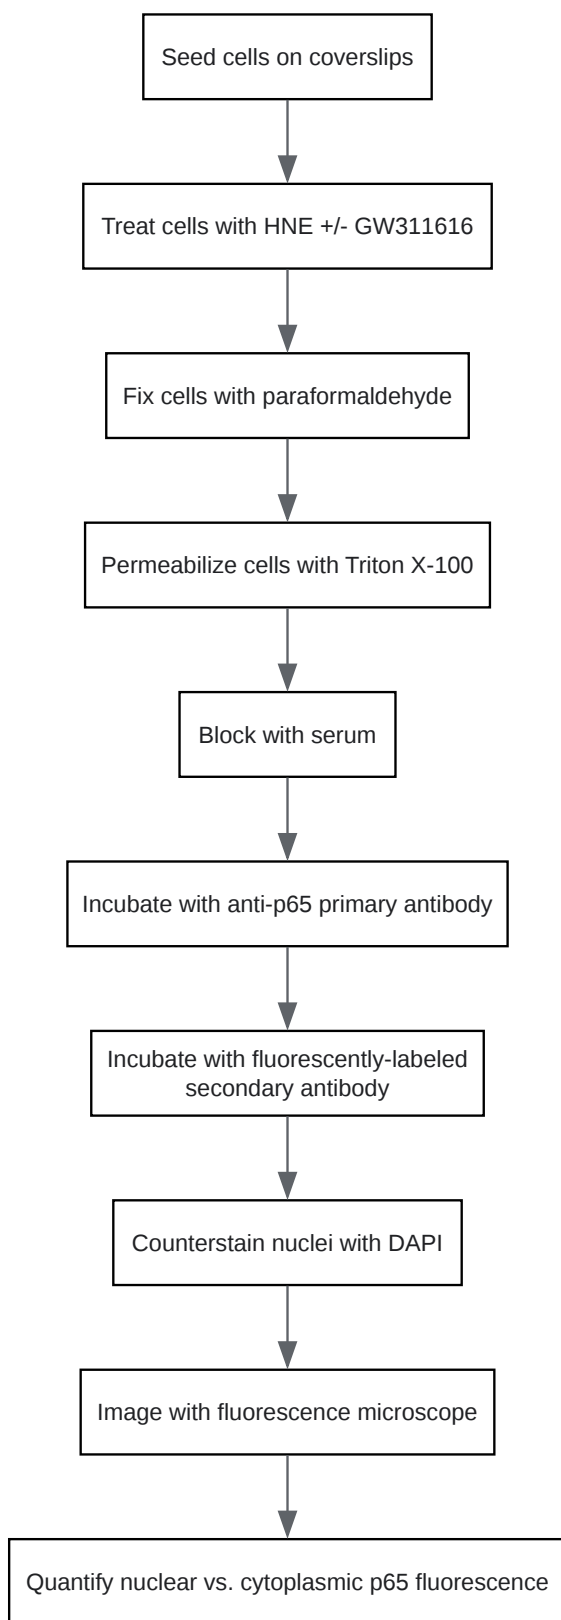 Seed cells on coverslips
Treat cells with HNE +/- GW311616
Fix cells with paraformaldehyde
Permeabilize cells with Triton X-100
Block with serum
Incubate with anti-p65 primary antibody
Incubate with fluorescently-labeled
secondary antibody
Counterstain nuclei with DAPI
Image with fluorescence microscope
Quantify nuclear vs. cytoplasmic p65 fluorescence